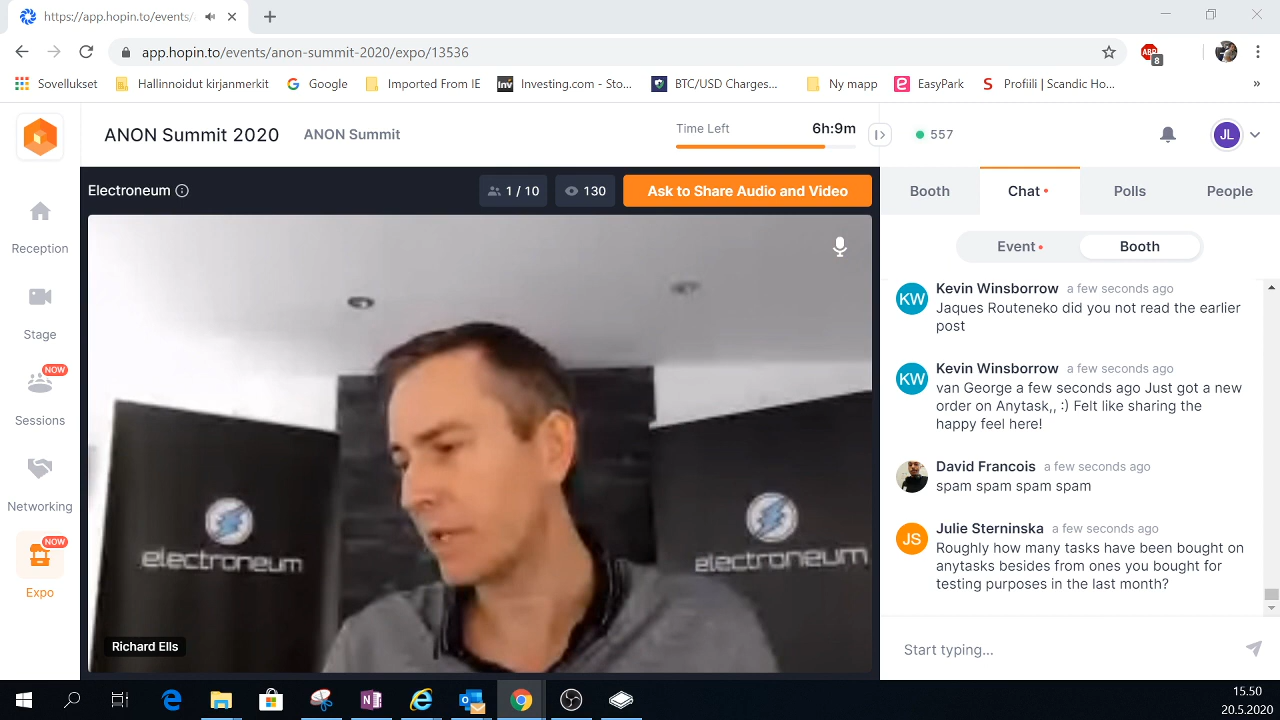 https://app.hopin.to/events/
app.hopin.to/events/anon-summit-2020/expo/13536
ABP
8
Sovellukset
Hallinnoidut kirjanmerkit
Google
Imported From IE
Inv
Investing.com - Sto...
BTC/USD Charges...
Ny mapp
EasyPark
S
Profiili | Scandic Ho...
»
ANON Summit 2020
ANON Summit
Time Left
6h:9m
557
JL
Electroneum
1 / 10
130
Ask to Share Audio and Video
Booth
Chat
Polls
People
Event
Booth
Reception
Stage
NOW
Sessions
Networking
NOW
Expo
electroneum
electroneum
Richard Ells
KW
Kevin Winsborrow a few seconds ago
Jaques Routeneko did you not read the earlier
post
KW
Kevin Winsborrow a few seconds ago
van George a few seconds ago Just got a new
order on Anytask,, :) Felt like sharing the
happy feel here!
David Francois a few seconds ago
spam spam spam spam
JS
Julie Sterninska a few seconds ago
Roughly how many tasks have been bought on
anytasks besides from ones you bought for
testing purposes in the last month?
Start typing...
15.50
20.5.2020